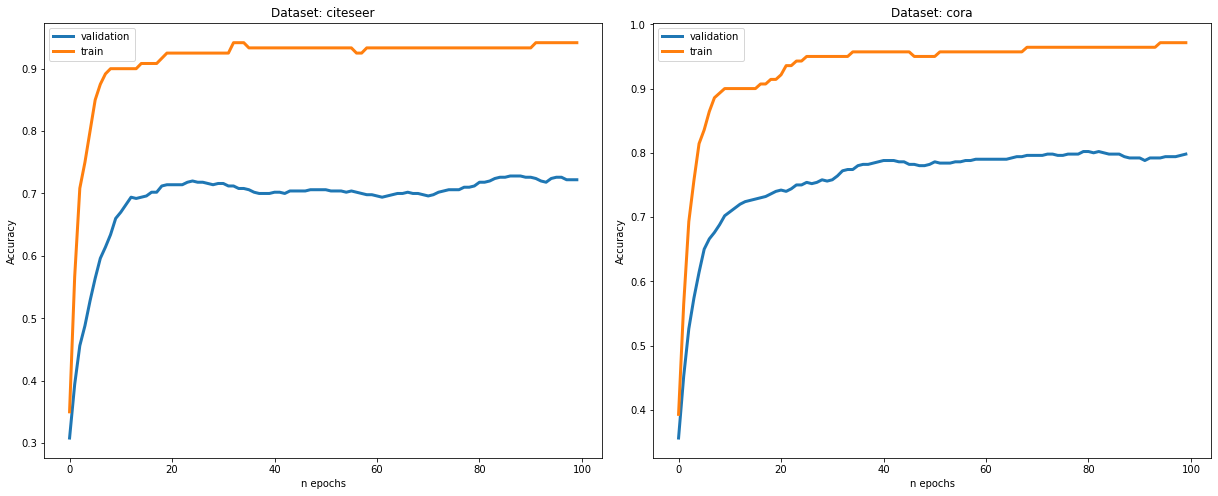 Dataset: citeseer
validation
train
0.9
0.8
0.7
0.6
0.5
0.4
0.3
Accuracy
0
20
40
60
80
100
n epochs
Dataset: cora
validation
train
1.0
0.9
0.8
0.7
0.6
0.5
0.4
Accuracy
0
20
40
60
80
100
n epochs